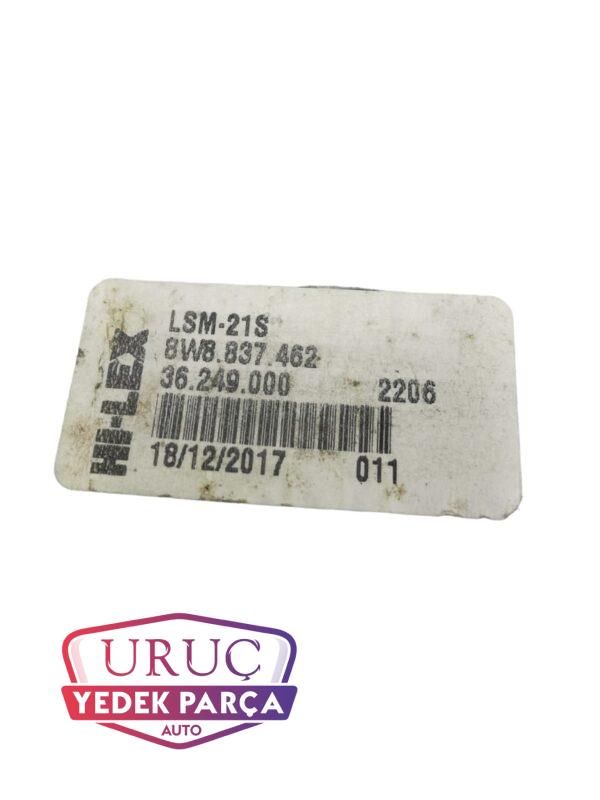 HI-LEX
LSM-21S
8W8.837.462
36.249.000 2206
18/12/2017 011
URUÇ
YEDEK PARÇA
AUTO